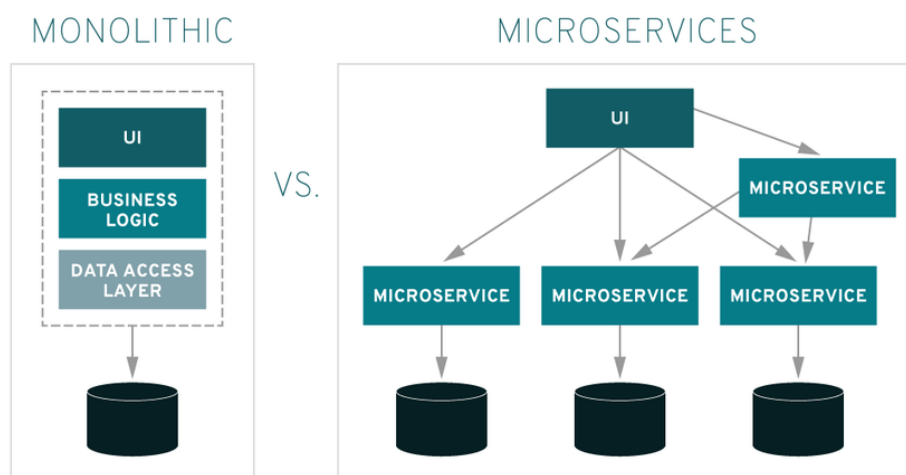 MONOLITHIC
VS.
MICROSERVICES
UI
BUSINESS
LOGIC
DATA ACCESS
LAYER
UI
MICROSERVICE
MICROSERVICE
MICROSERVICE
MICROSERVICE